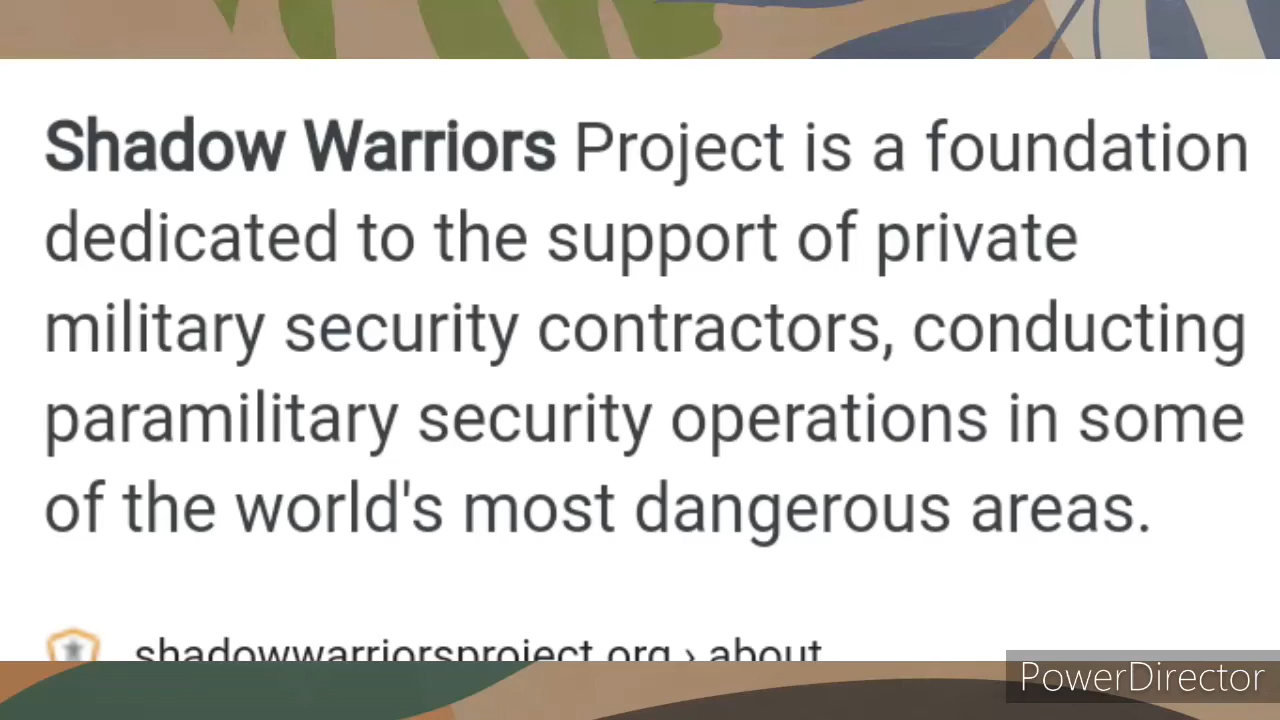 Shadow Warriors Project is a foundation
dedicated to the support of private
military security contractors, conducting
paramilitary security operations in some
of the world's most dangerous areas.
shadowwarriorsproject.org › about
PowerDirector